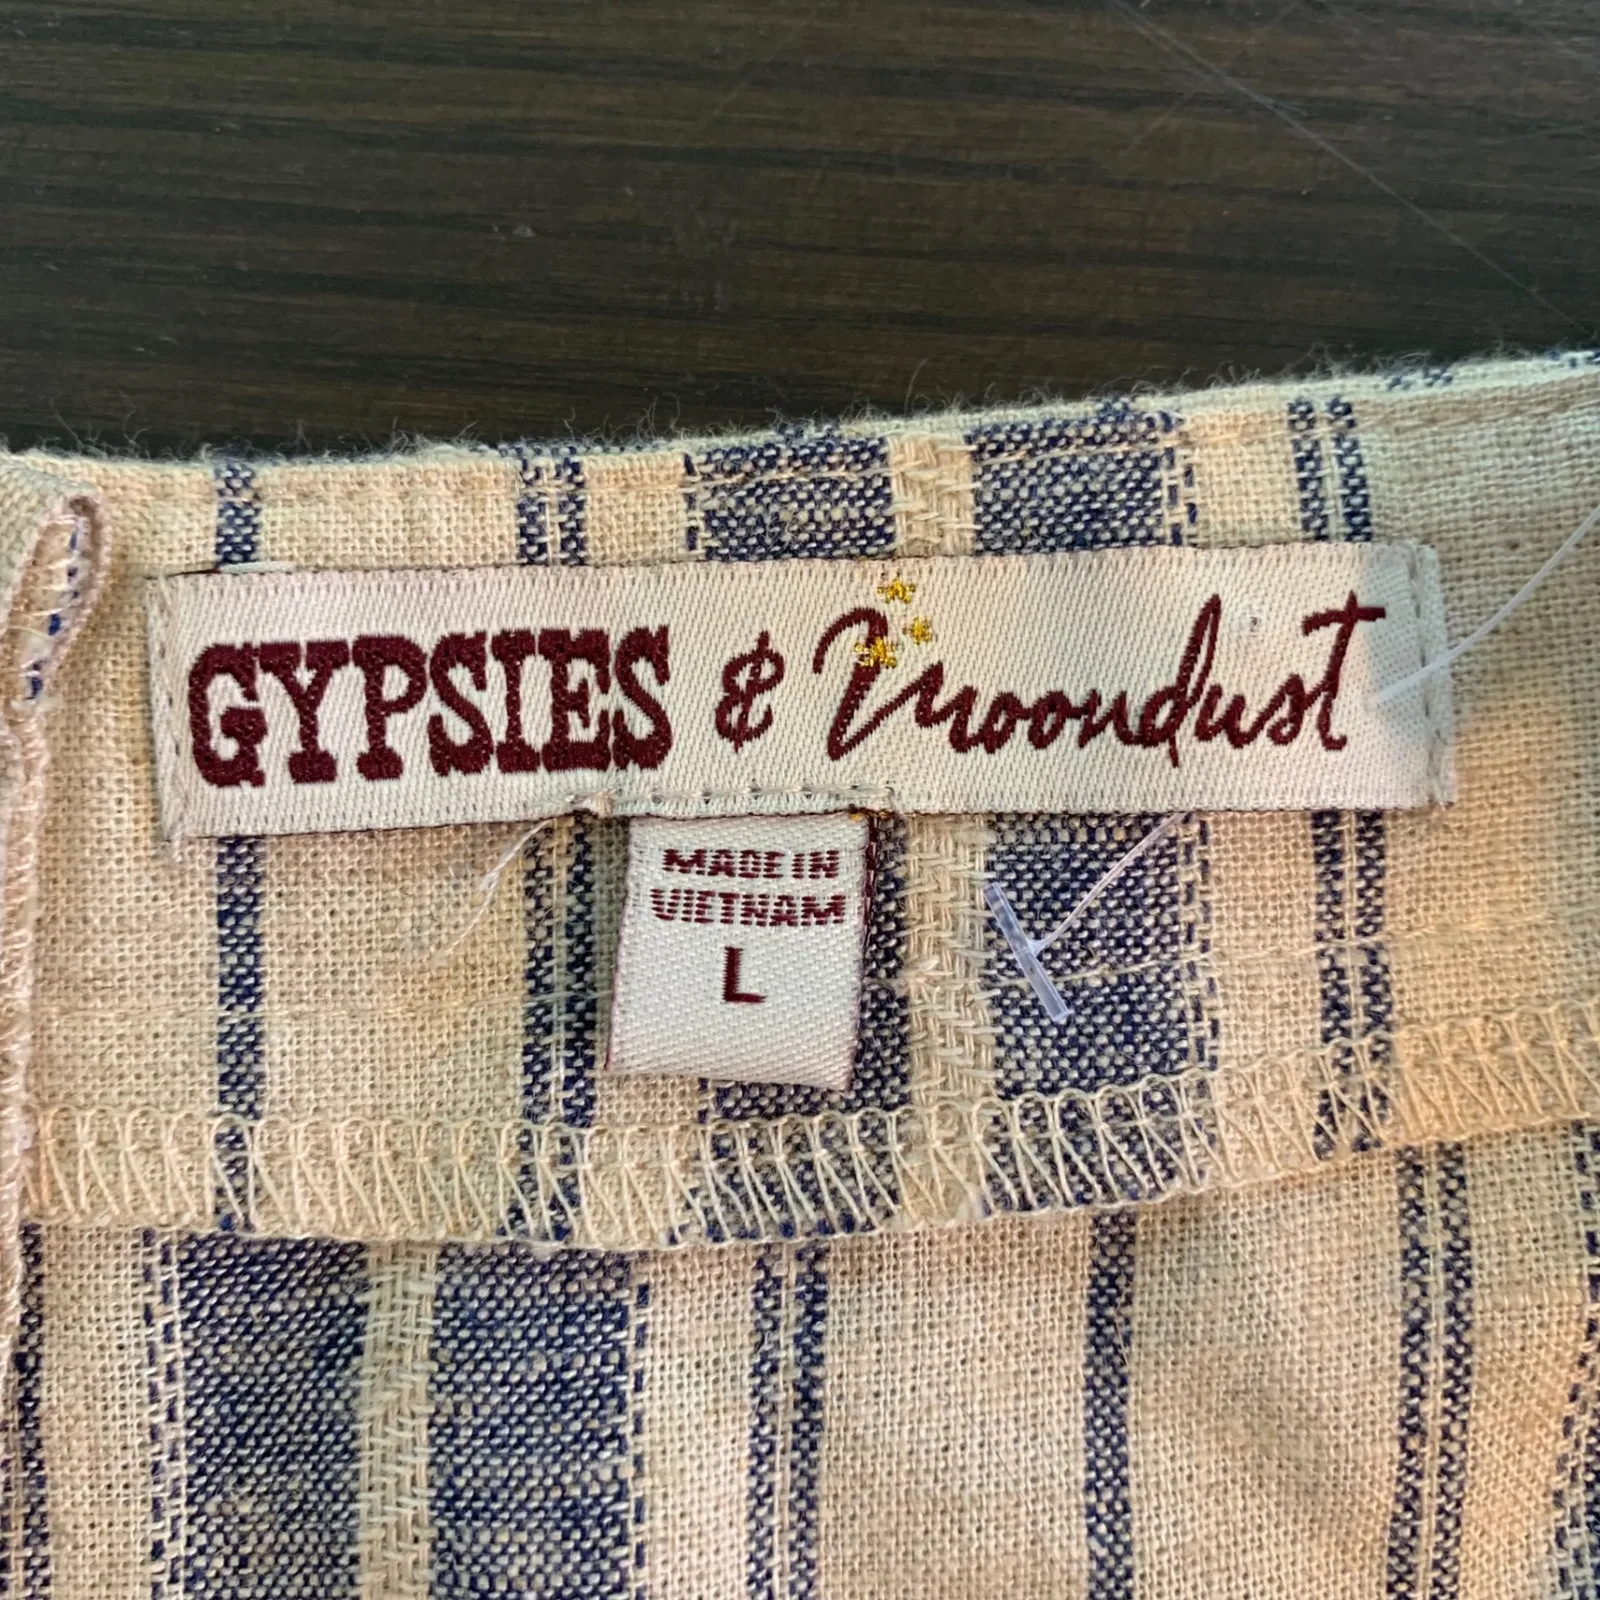 GYPSIES & Moondust
MADE IN
VIETNAM
L